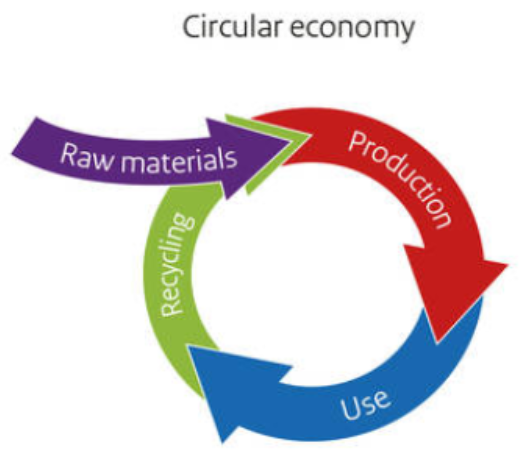 Circular economy
Raw materials
Production
Use
Recycling